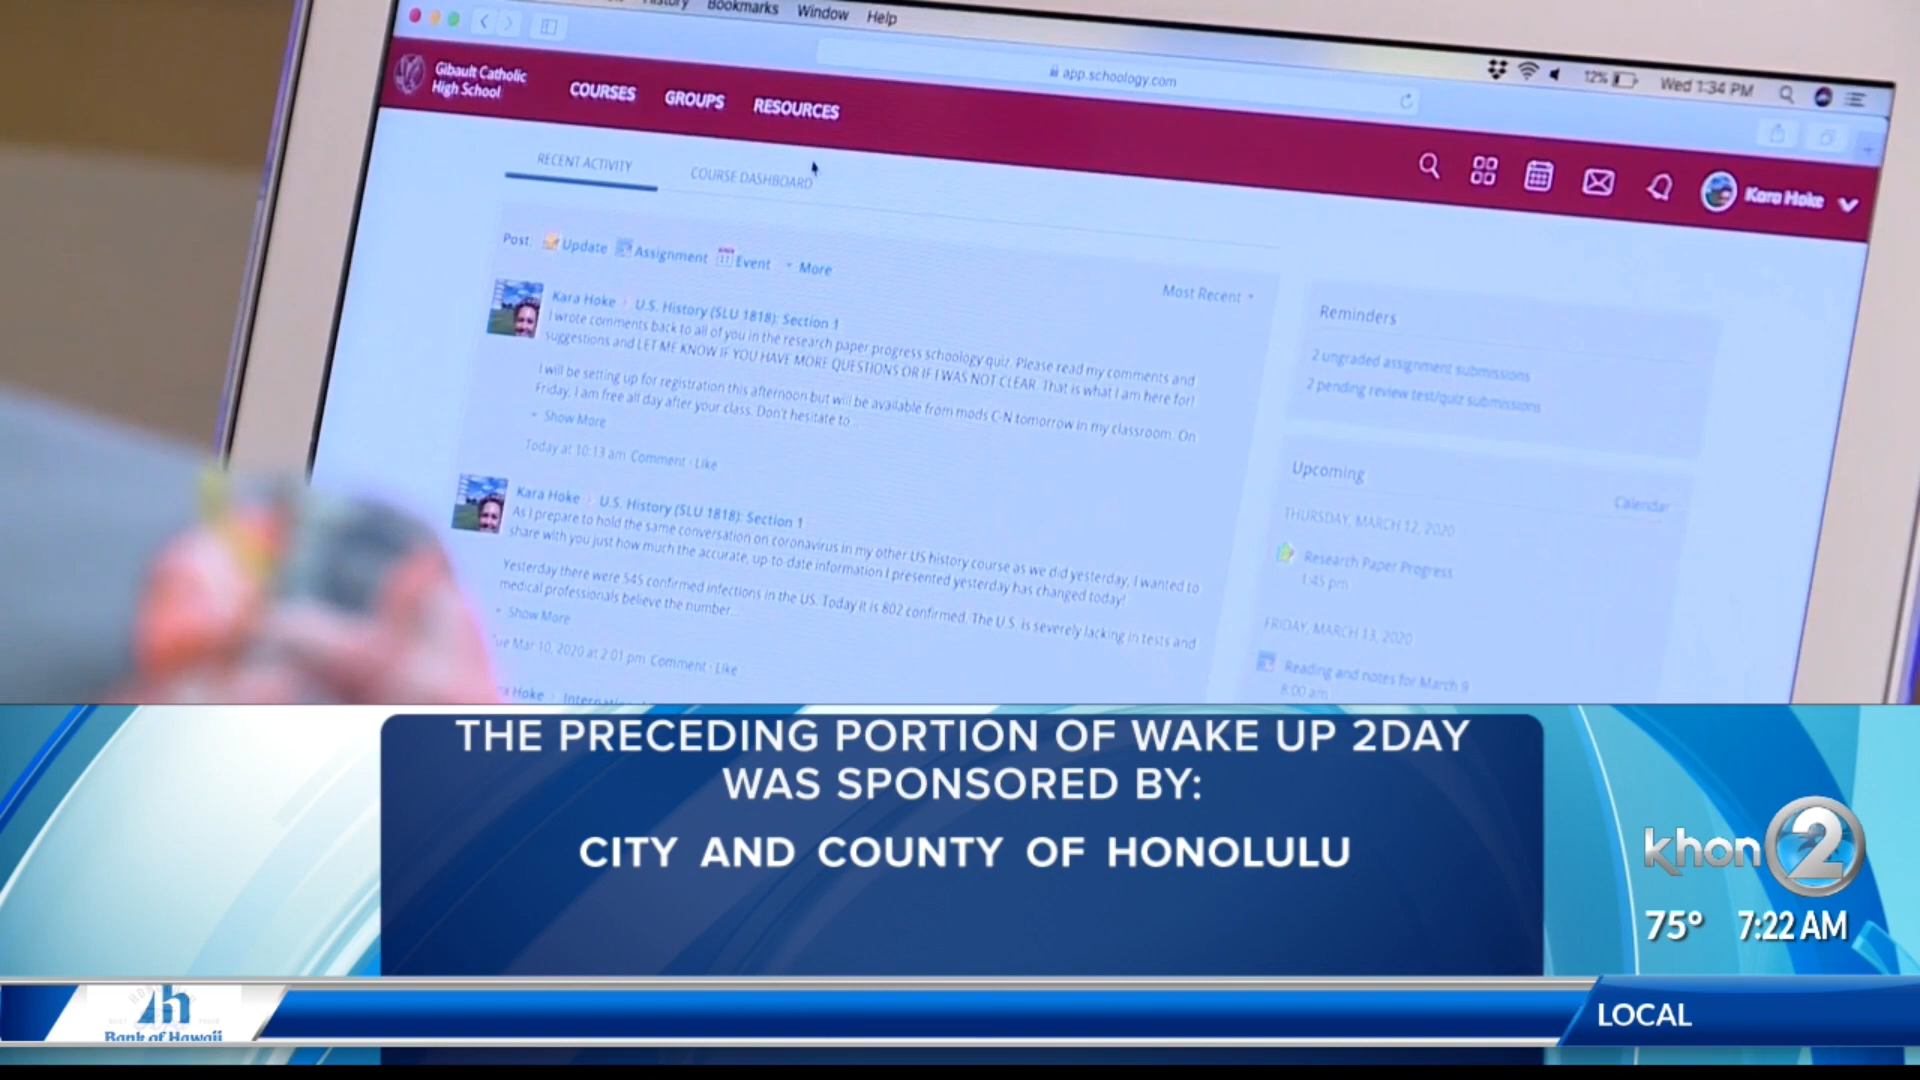 History Bookmarks Window Help
12% Wed 1:34 PM
app.schoology.com
Gibault Catholic
High School
COURSES GROUPS RESOURCES
Kara Hoke
RECENT ACTIVITY COURSE DASHBOARD
Post: Update Assignment Event More
Most Recent
Kara Hoke U.S. History (SLU 1818): Section 1
I wrote comments back to all of you in the research paper progress schoology quiz. Please read my comments and
suggestions and LET ME KNOW IF YOU HAVE MORE QUESTIONS OR IF I WAS NOT CLEAR. That is what I am here for!
I will be setting up for registration this afternoon but will be available from mods C-N tomorrow in my classroom. On
Friday, I am free all day after your class. Don't hesitate to...
Show More
Today at 10:13 am Comment · Like
Kara Hoke U.S. History (SLU 1818): Section 1
As I prepare to hold the same conversation on coronavirus in my other US history course as we did yesterday, I wanted to
share with you just how much the accurate, up to date information I presented yesterday has changed today!
Yesterday there were 545 confirmed infections in the US. Today it is 802 confirmed. The U.S. is severely lacking in tests and
medical professionals believe the number...
Show More
Tue Mar 10, 2020 at 2:01 pm Comment · Like
Hoke
Reminders
2 ungraded assignment submissions
2 pending review test/quiz submissions
Upcoming
Calendar
THURSDAY, MARCH 12, 2020
Research Paper Progress
1:45 pm
FRIDAY, MARCH 13, 2020
Reading and notes for March 9
8:00 am
THE PRECEDING PORTION OF WAKE UP 2DAY
WAS SPONSORED BY:
CITY AND COUNTY OF HONOLULU
khon 2
75° 7:22 AM
Bank of Hawaii
LOCAL